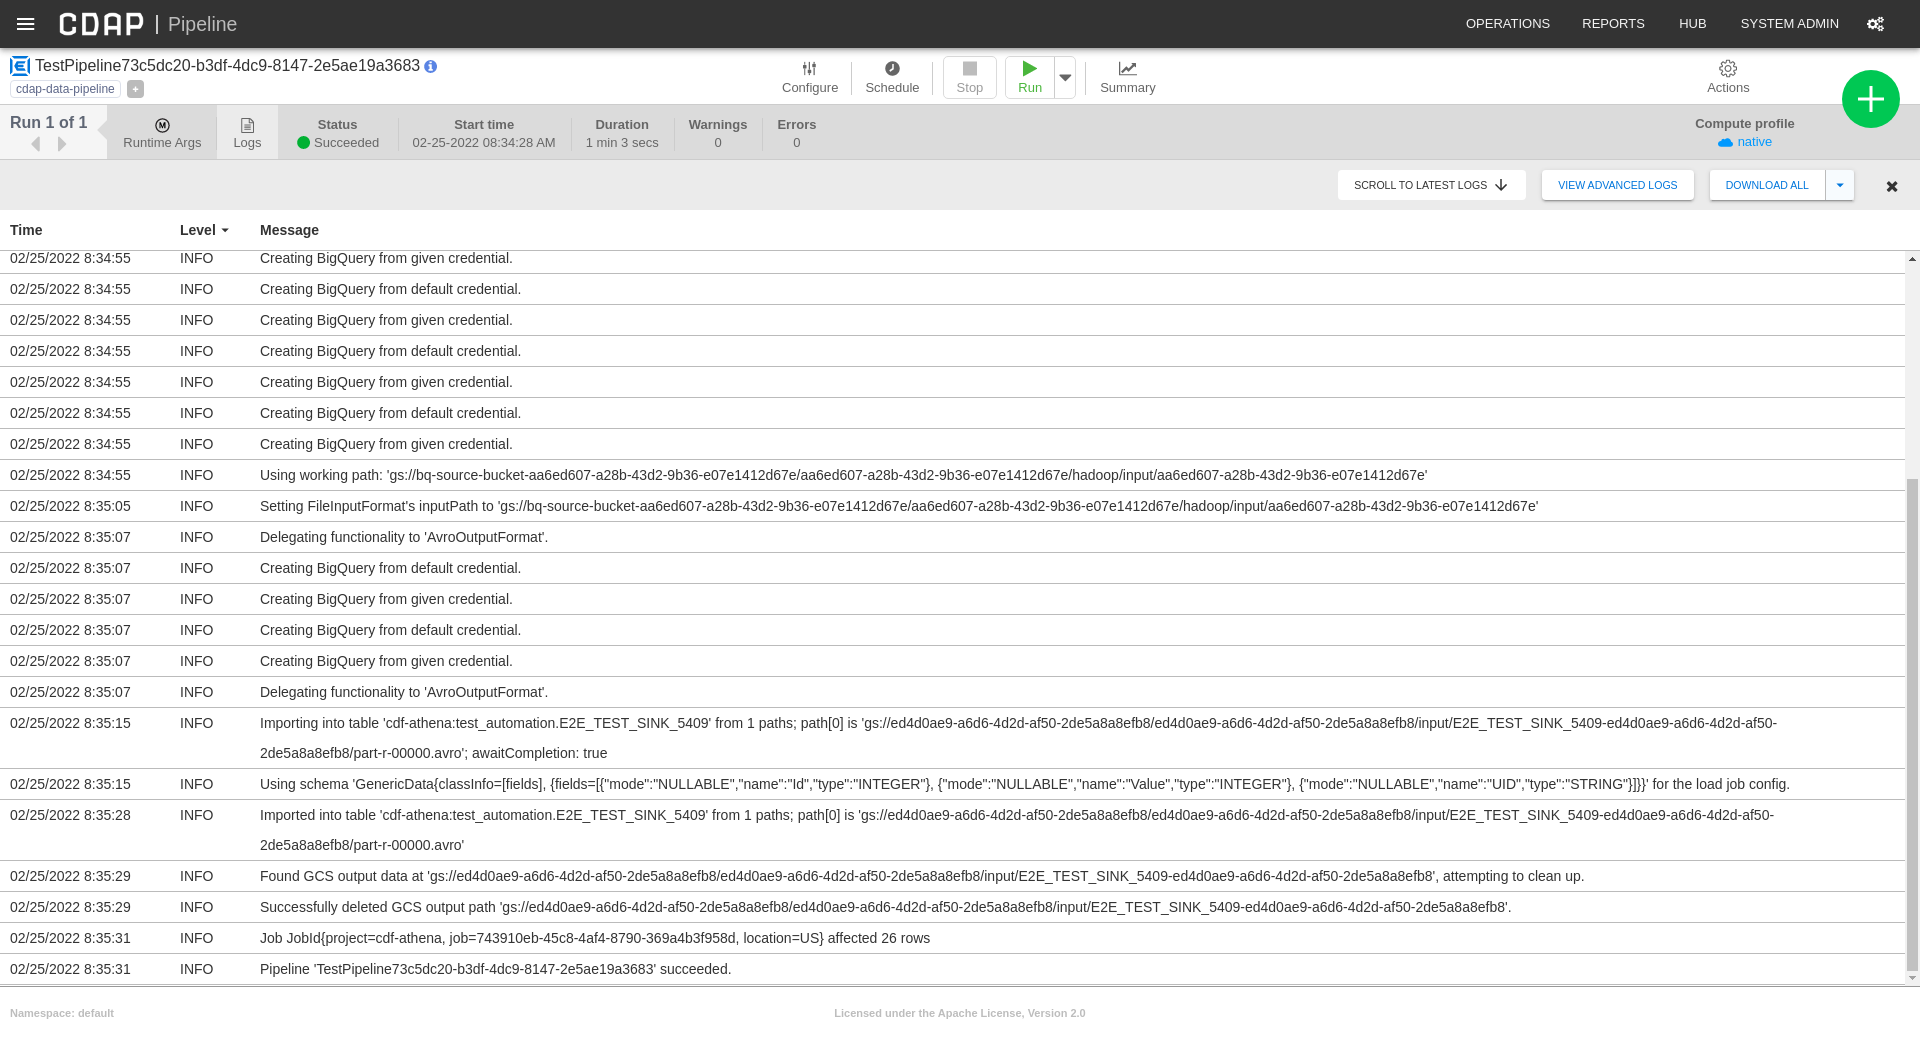 CDAP | Pipeline OPERATIONS REPORTS HUB SYSTEM ADMIN
TestPipeline73c5dc20-b3df-4dc9-8147-2e5ae19a3683
cdap-data-pipeline +
Configure Schedule Stop Run Summary Actions
Run 1 of 1
Runtime Args
Logs
Status
Succeeded
Start time
02-25-2022 08:34:28 AM
Duration
1 min 3 secs
Warnings
0
Errors
0
Compute profile
native
SCROLL TO LATEST LOGS VIEW ADVANCED LOGS DOWNLOAD ALL
Time Level Message
02/25/2022 8:34:55 INFO Creating BigQuery from given credential.
02/25/2022 8:34:55 INFO Creating BigQuery from default credential.
02/25/2022 8:34:55 INFO Creating BigQuery from given credential.
02/25/2022 8:34:55 INFO Creating BigQuery from default credential.
02/25/2022 8:34:55 INFO Creating BigQuery from given credential.
02/25/2022 8:34:55 INFO Creating BigQuery from default credential.
02/25/2022 8:34:55 INFO Creating BigQuery from given credential.
02/25/2022 8:34:55 INFO Using working path: 'gs://bq-source-bucket-aa6ed607-a28b-43d2-9b36-e07e1412d67e/aa6ed607-a28b-43d2-9b36-e07e1412d67e/hadoop/input/aa6ed607-a28b-43d2-9b36-e07e1412d67e'
02/25/2022 8:35:05 INFO Setting FileInputFormat's inputPath to 'gs://bq-source-bucket-aa6ed607-a28b-43d2-9b36-e07e1412d67e/aa6ed607-a28b-43d2-9b36-e07e1412d67e/hadoop/input/aa6ed607-a28b-43d2-9b36-e07e1412d67e'
02/25/2022 8:35:07 INFO Delegating functionality to 'AvroOutputFormat'.
02/25/2022 8:35:07 INFO Creating BigQuery from default credential.
02/25/2022 8:35:07 INFO Creating BigQuery from given credential.
02/25/2022 8:35:07 INFO Creating BigQuery from default credential.
02/25/2022 8:35:07 INFO Creating BigQuery from given credential.
02/25/2022 8:35:07 INFO Delegating functionality to 'AvroOutputFormat'.
02/25/2022 8:35:15 INFO Importing into table 'cdf-athena:test_automation.E2E_TEST_SINK_5409' from 1 paths; path[0] is 'gs://ed4d0ae9-a6d6-4d2d-af50-2de5a8a8efb8/ed4d0ae9-a6d6-4d2d-af50-2de5a8a8efb8/input/E2E_TEST_SINK_5409-ed4d0ae9-a6d6-4d2d-af50-
2de5a8a8efb8/part-r-00000.avro'; awaitCompletion: true
02/25/2022 8:35:15 INFO Using schema 'GenericData{classInfo=[fields], {fields=[{"mode":"NULLABLE","name":"Id","type":"INTEGER"}, {"mode":"NULLABLE","name":"Value","type":"INTEGER"}, {"mode":"NULLABLE","name":"UID","type":"STRING"}]}}' for the load job config.
02/25/2022 8:35:28 INFO Imported into table 'cdf-athena:test_automation.E2E_TEST_SINK_5409' from 1 paths; path[0] is 'gs://ed4d0ae9-a6d6-4d2d-af50-2de5a8a8efb8/ed4d0ae9-a6d6-4d2d-af50-2de5a8a8efb8/input/E2E_TEST_SINK_5409-ed4d0ae9-a6d6-4d2d-af50-
2de5a8a8efb8/part-r-00000.avro'
02/25/2022 8:35:29 INFO Found GCS output data at 'gs://ed4d0ae9-a6d6-4d2d-af50-2de5a8a8efb8/ed4d0ae9-a6d6-4d2d-af50-2de5a8a8efb8/input/E2E_TEST_SINK_5409-ed4d0ae9-a6d6-4d2d-af50-2de5a8a8efb8', attempting to clean up.
02/25/2022 8:35:29 INFO Successfully deleted GCS output path 'gs://ed4d0ae9-a6d6-4d2d-af50-2de5a8a8efb8/ed4d0ae9-a6d6-4d2d-af50-2de5a8a8efb8/input/E2E_TEST_SINK_5409-ed4d0ae9-a6d6-4d2d-af50-2de5a8a8efb8'.
02/25/2022 8:35:31 INFO Job JobId{project=cdf-athena, job=743910eb-45c8-4af4-8790-369a4b3f958d, location=US} affected 26 rows
02/25/2022 8:35:31 INFO Pipeline 'TestPipeline73c5dc20-b3df-4dc9-8147-2e5ae19a3683' succeeded.
Namespace: default Licensed under the Apache License, Version 2.0